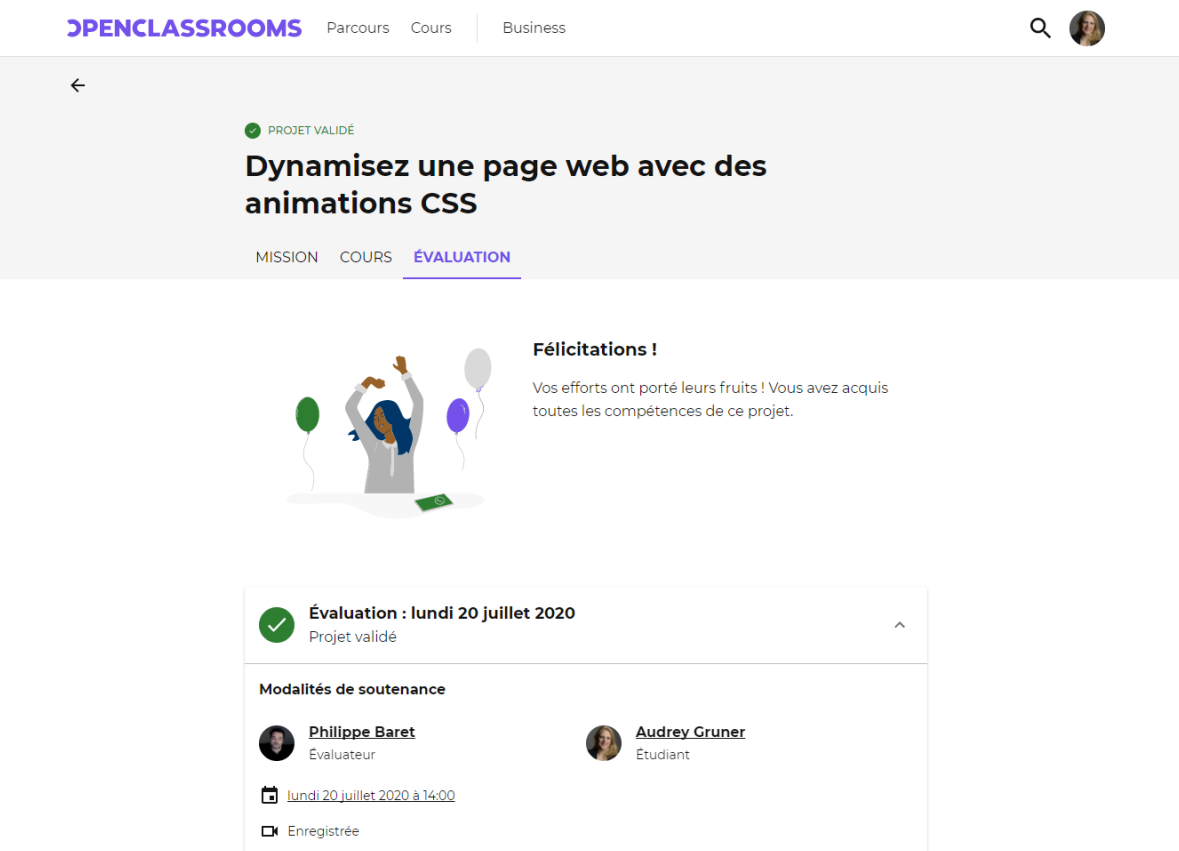 OPENCLASSROOMS Parcours Cours Business
PROJET VALIDÉ
Dynamisez une page web avec des
animations CSS
MISSION COURS ÉVALUATION
Félicitations !
Vos efforts ont porté leurs fruits ! Vous avez acquis
toutes les compétences de ce projet.
Évaluation : lundi 20 juillet 2020
Projet validé
Modalités de soutenance
Philippe Baret Audrey Gruner
Évaluateur Étudiant
lundi 20 juillet 2020 à 14:00
Enregistrée